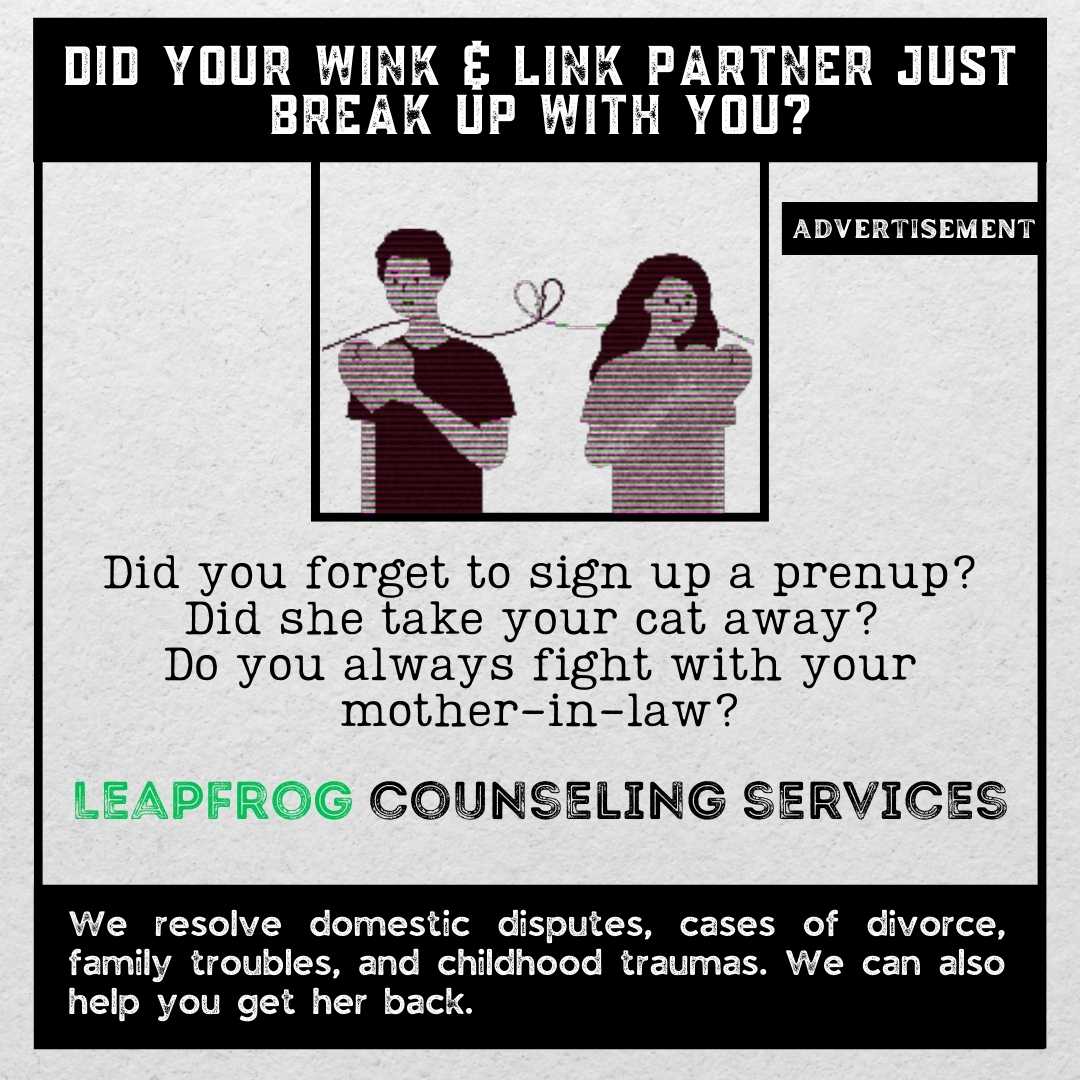 DID YOUR WINK & LINK PARTNER JUST
BREAK UP WITH YOU?
ADVERTISEMENT
Did you forget to sign up a prenup?
Did she take your cat away?
Do you always fight with your
mother-in-law?
LEAPFROG COUNSELING SERVICES
We resolve domestic disputes, cases of divorce,
family troubles, and childhood traumas. We can also
help you get her back.